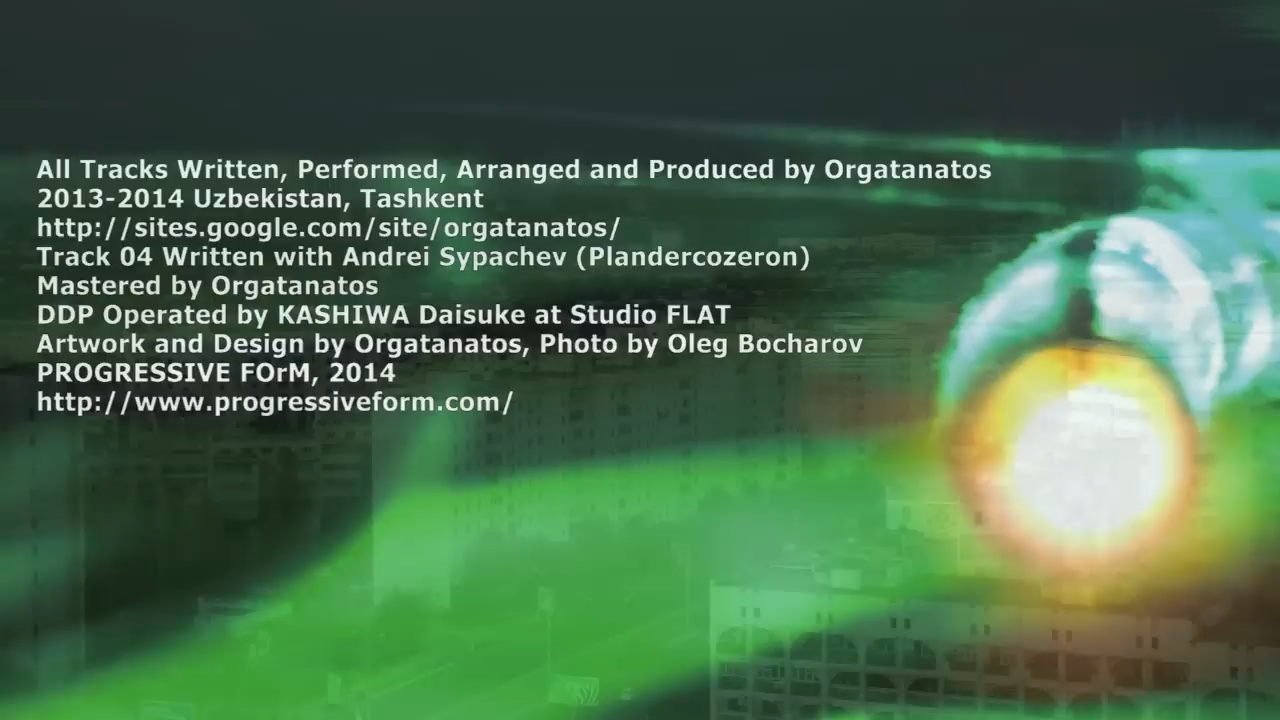 All Tracks Written, Performed, Arranged and Produced by Orgatanatos
2013-2014 Uzbekistan, Tashkent
http://sites.google.com/site/orgatanatos/
Track 04 Written with Andrei Sypachev (Plandercozeron)
Mastered by Orgatanatos
DDP Operated by KASHIWA Daisuke at Studio FLAT
Artwork and Design by Orgatanatos, Photo by Oleg Bocharov
PROGRESSIVE FOrM, 2014
http://www.progressiveform.com/